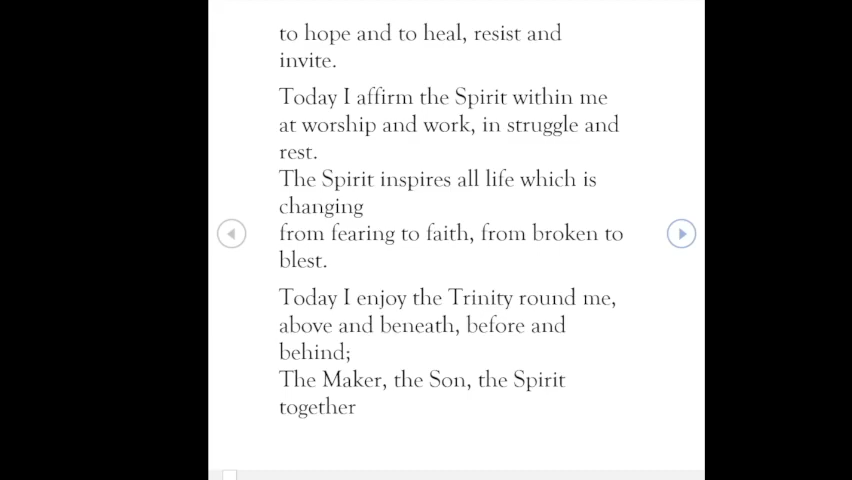 to hope and to heal, resist and
invite.
Today I affirm the Spirit within me
at worship and work, in struggle and
rest.
The Spirit inspires all life which is
changing
from fearing to faith, from broken to
blest.
Today I enjoy the Trinity round me,
above and beneath, before and
behind;
The Maker, the Son, the Spirit
together